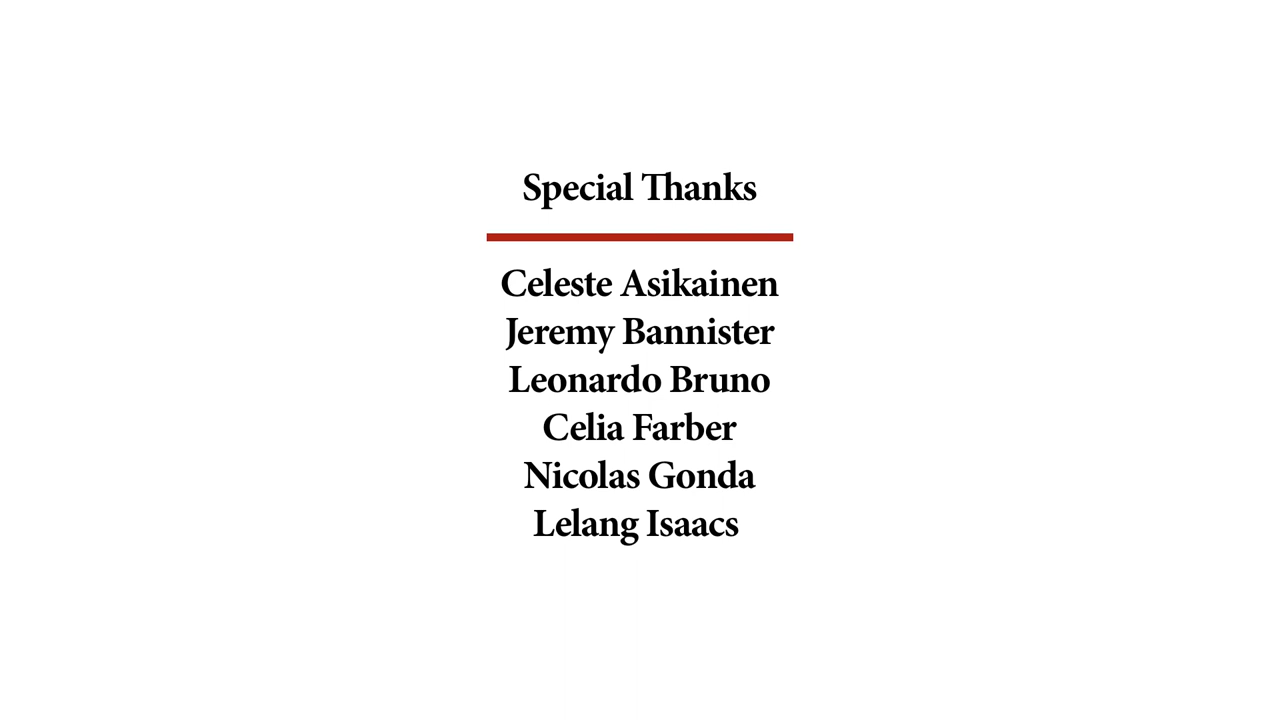 Special Thanks
Celeste Asikainen
Jeremy Bannister
Leonardo Bruno
Celia Farber
Nicolas Gonda
Lelang Isaacs